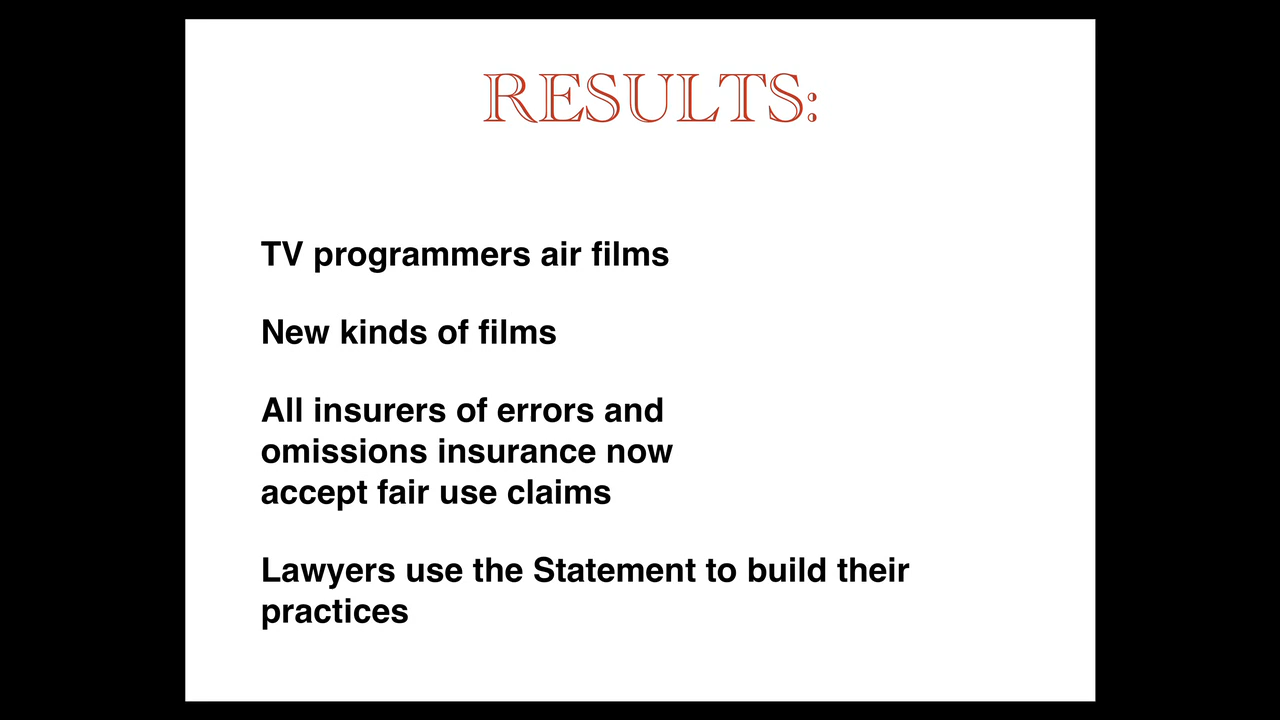 RESULTS:
TV programmers air films
New kinds of films
All insurers of errors and
omissions insurance now
accept fair use claims
Lawyers use the Statement to build their
practices